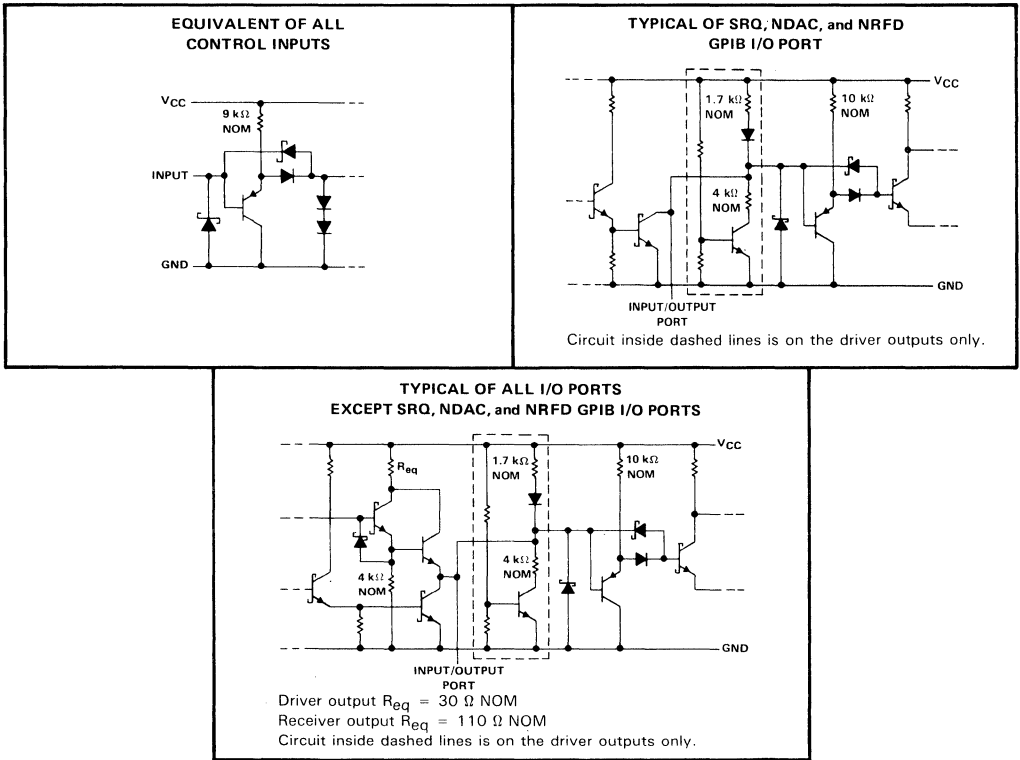 EQUIVALENT OF ALL
CONTROL INPUTS
VCC
9 kΩ
NOM
INPUT
GND
TYPICAL OF SRQ, NDAC, and NRFD
GPIB I/O PORT
VCC
1.7 kΩ
NOM
10 kΩ
NOM
4 kΩ
NOM
GND
INPUT/OUTPUT
PORT
Circuit inside dashed lines is on the driver outputs only.
TYPICAL OF ALL I/O PORTS
EXCEPT SRQ, NDAC, and NRFD GPIB I/O PORTS
VCC
Req
1.7 kΩ
NOM
10 kΩ
NOM
4 kΩ
NOM
4 kΩ
NOM
GND
INPUT/OUTPUT
PORT
Driver output Req = 30 Ω NOM
Receiver output Req = 110 Ω NOM
Circuit inside dashed lines is on the driver outputs only.